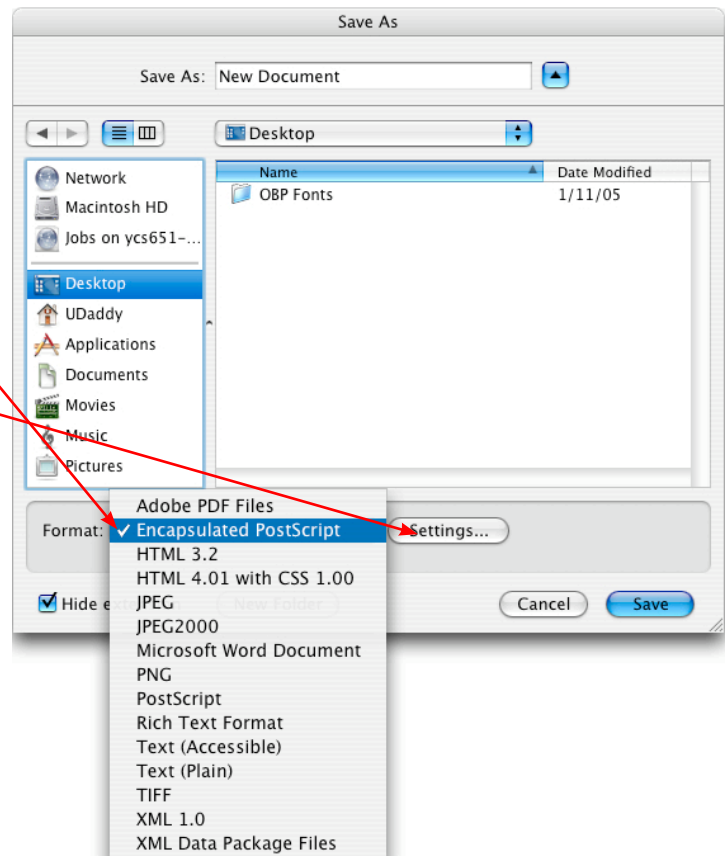 Save As
Save As: New Document
Desktop
Name Date Modified
Network
OBP Fonts 1/11/05
Macintosh HD
Jobs on ycs651-...
Desktop
UDaddy
Applications
Documents
Movies
Music
Pictures
Adobe PDF Files
Format: ✓ Encapsulated PostScript Settings...
HTML 3.2
HTML 4.01 with CSS 1.00
Hide JPEG New Folder Cancel Save
JPEG2000
Microsoft Word Document
PNG
PostScript
Rich Text Format
Text (Accessible)
Text (Plain)
TIFF
XML 1.0
XML Data Package Files